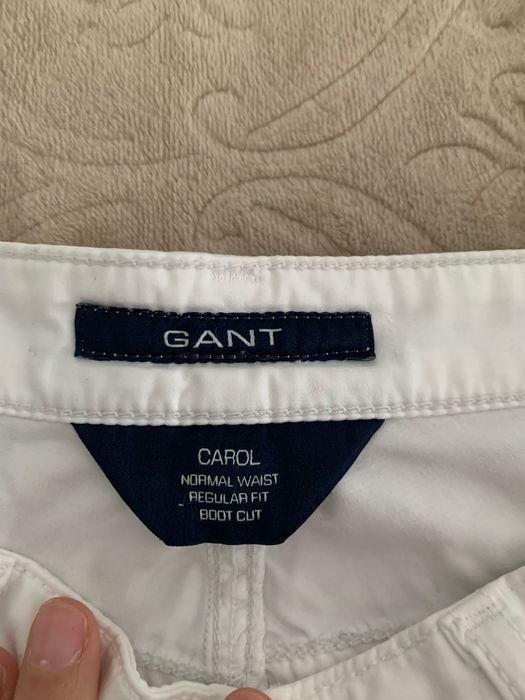 GANT
CAROL
NORMAL WAIST
REGULAR FIT
BOOT CUT